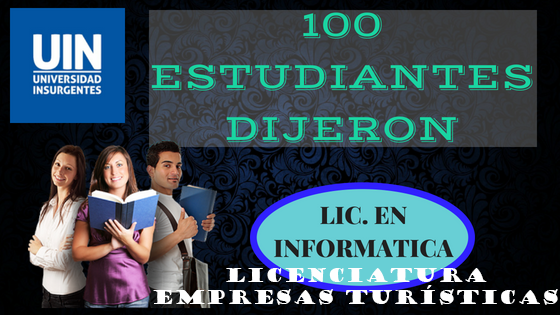 UIN
UNIVERSIDAD
INSURGENTES
100
ESTUDIANTES
DIJERON
LIC. EN
INFORMATICA
LICENCIATURA
EMPRESAS TURÍSTICAS